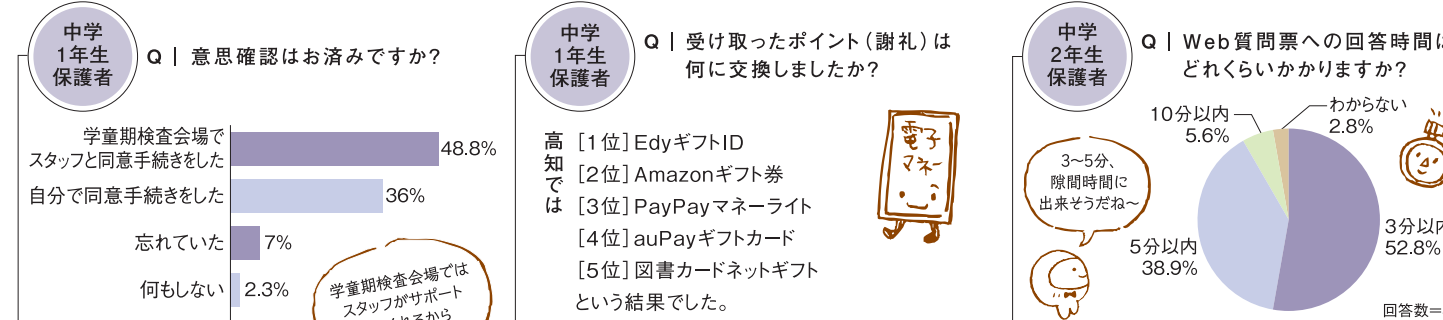 中学
1年生
保護者
Q | 意思確認はお済みですか?
学童期検査会場で
スタッフと同意手続きをした
48.8%
自分で同意手続きをした
36%
忘れていた
7%
何もしない
2.3%
学童期検査会場では
スタッフがサポート
中学
1年生
保護者
Q | 受け取ったポイント(謝礼)は
何に交換しましたか?
高知では
[1位]EdyギフトID
[2位]Amazonギフト券
[3位]PayPayマネーライト
[4位]auPayギフトカード
[5位]図書カードネットギフト
という結果でした。
電子
マネー
中学
2年生
保護者
Q | Web質問票への回答時間は
どれくらいかかりますか?
10分以内
5.6%
わからない
2.8%
3~5分、
隙間時間に
出来そうだね~
5分以内
38.9%
3分以内
52.8%
回答数=